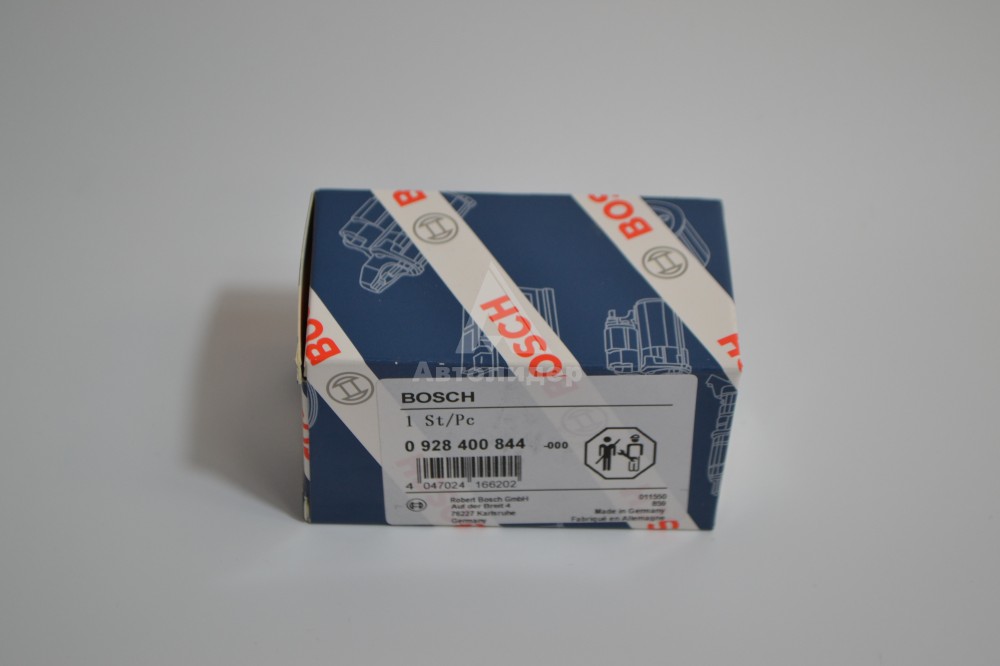 BOSCH
BOSCH
BOSCH
BOSCH
Автолидер
BOSCH
1 St/Pc
0 928 400 844 -000
4 047024 166202
Robert Bosch GmbH
Auf der Breit 4
76227 Karlsruhe
Germany
011550
Made in Germany
Fabriqué en Allemagne